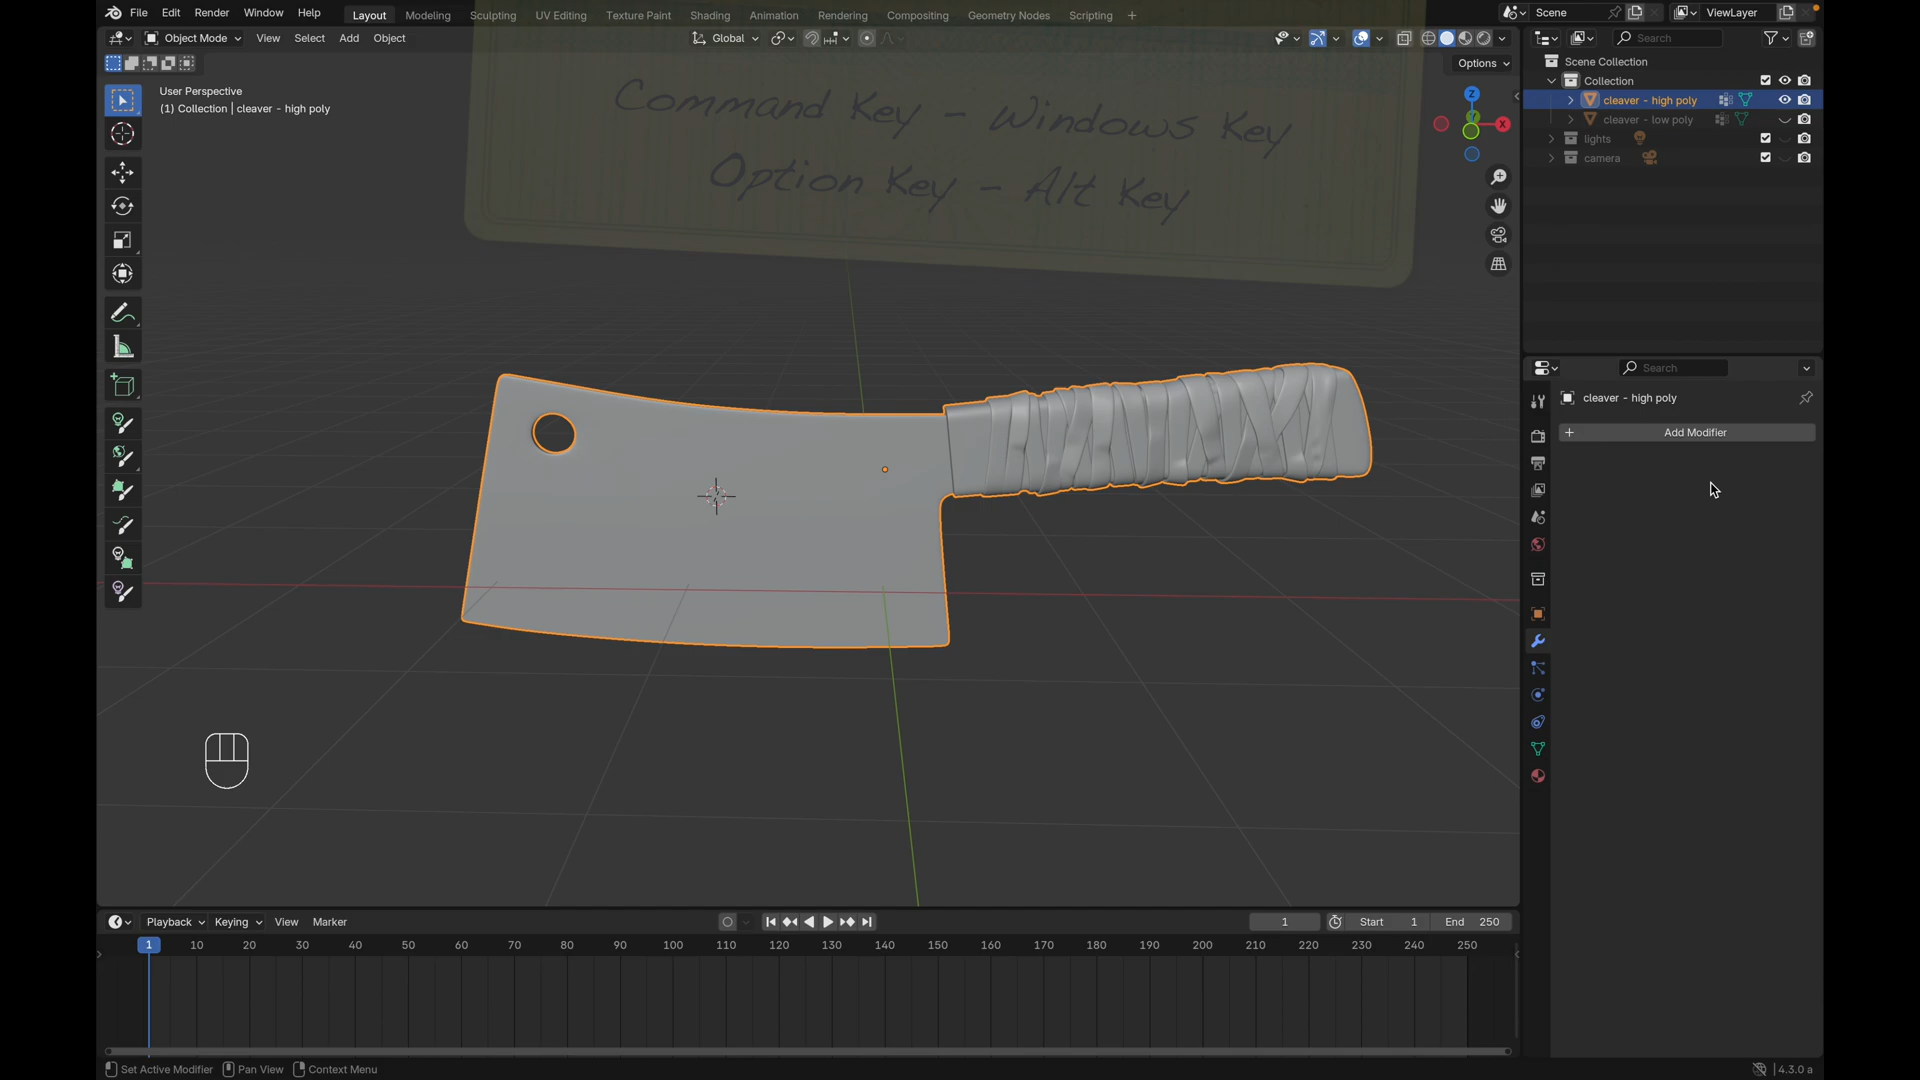 File Edit Render Window Help Layout Modeling Sculpting UV Editing Texture Paint Shading Animation Rendering Compositing Geometry Nodes Scripting + Scene ViewLayer
Object Mode View Select Add Object Global Search
Options
User Perspective
(1) Collection | cleaver - high poly
Command Key - Windows Key
Option Key - Alt Key
Z
Y
X
Scene Collection
Collection
cleaver - high poly
cleaver - low poly
lights
camera
Search
cleaver - high poly
+ Add Modifier
Playback Keying View Marker 1 Start 1 End 250
1 10 20 30 40 50 60 70 80 90 100 110 120 130 140 150 160 170 180 190 200 210 220 230 240 250
Set Active Modifier Pan View Context Menu 4.3.0 a